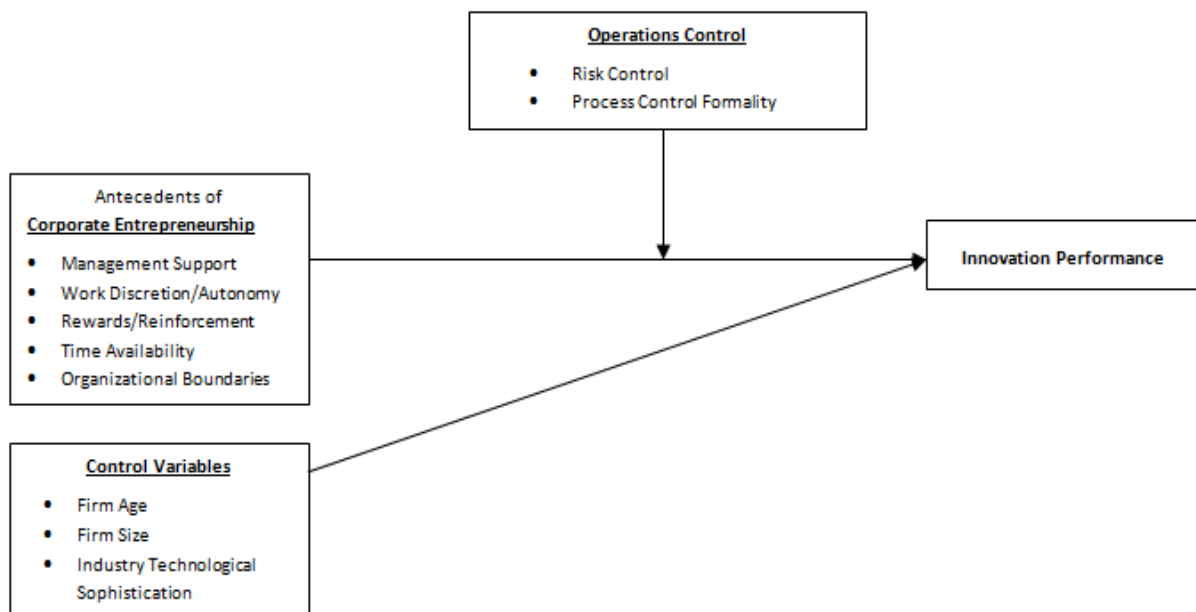 Operations Control
• Risk Control
• Process Control Formality
Antecedents of
Corporate Entrepreneurship
• Management Support
• Work Discretion/Autonomy
• Rewards/Reinforcement
• Time Availability
• Organizational Boundaries
Innovation Performance
Control Variables
• Firm Age
• Firm Size
• Industry Technological
Sophistication